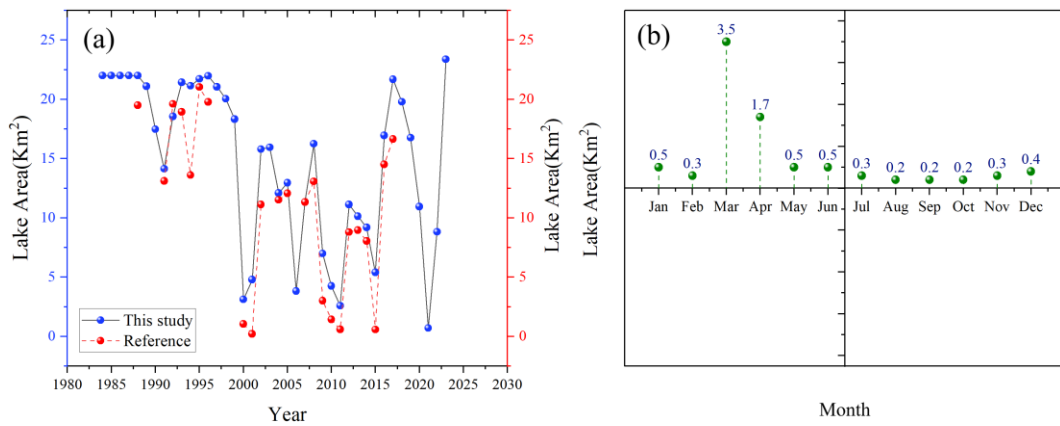 (a)
Lake Area(Km²)
25
20
15
10
5
0
This study
Reference
1980 1985 1990 1995 2000 2005 2010 2016 2020 2025 2030
Year
25
20
15
10
5
0
Lake Area(Km²)
(b)
Lake Area(Km²)
0.5 0.3 3.5 1.7 0.5 0.5 0.3 0.2 0.2 0.2 0.3 0.4
Jan Feb Mar Apr May Jun Jul Aug Sep Oct Nov Dec
Month